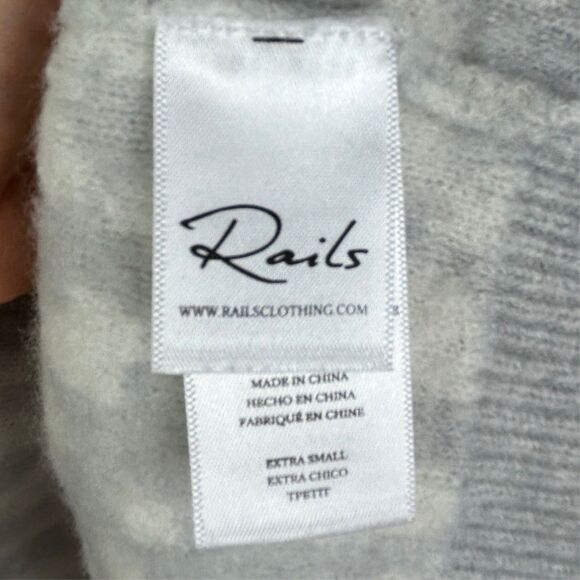 Rails
WWW.RAILSCLOTHING.COM
MADE IN CHINA
HECHO EN CHINA
FABRIQUÉ EN CHINE
EXTRA SMALL
EXTRA CHICO
TPETIT